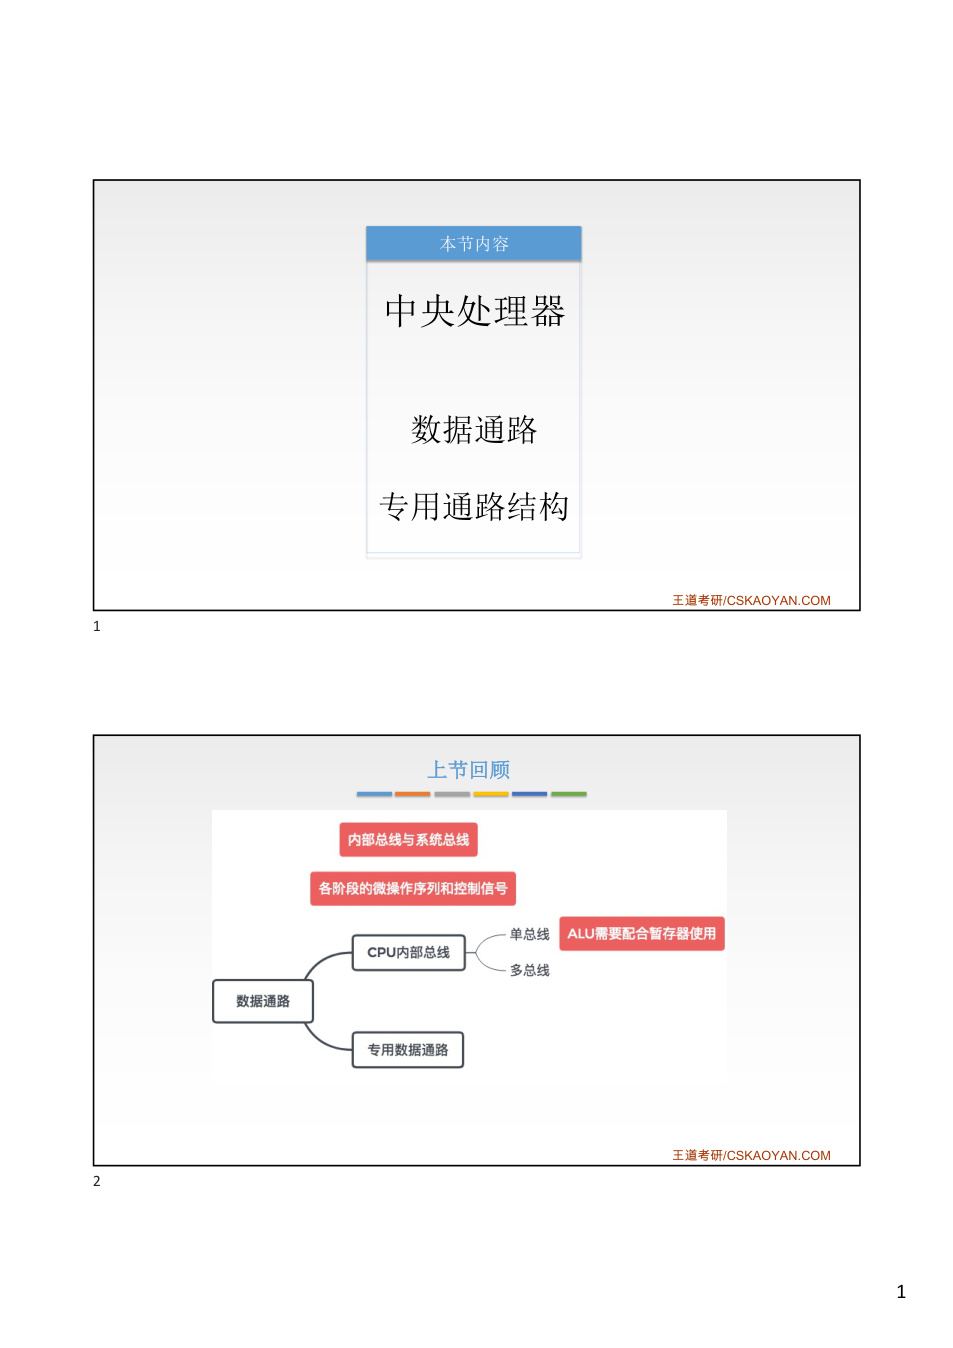 本节内容
中央处理器
数据通路
专用通路结构
王道考研/CSKAOYAN.COM
1
上节回顾
内部总线与系统总线
各阶段的微操作序列和控制信号
单总线
ALU需要配合暂存器使用
CPU内部总线
多总线
数据通路
专用数据通路
王道考研/CSKAOYAN.COM
2
1